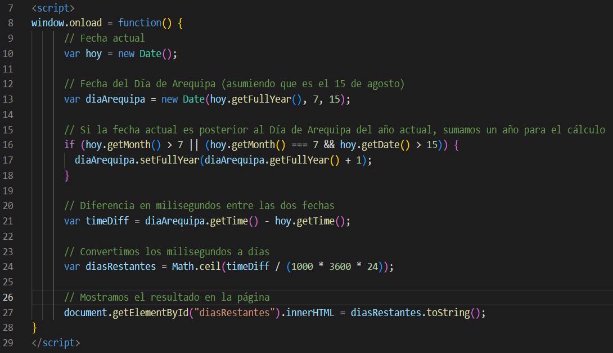 7 <script>
8 window.onload = function() {
9 // Fecha actual
10 var hoy = new Date();
11
12 // Fecha del Día de Arequipa (asumiendo que es el 15 de agosto)
13 var diaArequipa = new Date(hoy.getFullYear(), 7, 15);
14
15 // Si la fecha actual es posterior al Día de Arequipa del año actual, sumamos un año para el cálculo
16 if (hoy.getMonth() > 7 || (hoy.getMonth() === 7 && hoy.getDate() > 15)) {
17 diaArequipa.setFullYear(diaArequipa.getFullYear() + 1);
18 }
19
20 // Diferencia en milisegundos entre las dos fechas
21 var timeDiff = diaArequipa.getTime() - hoy.getTime();
22
23 // Convertimos los milisegundos a días
24 var diasRestantes = Math.ceil(timeDiff / (1000 * 3600 * 24));
25
26 // Mostramos el resultado en la página
27 document.getElementById("diasRestantes").innerHTML = diasRestantes.toString();
28 }
29 </script>